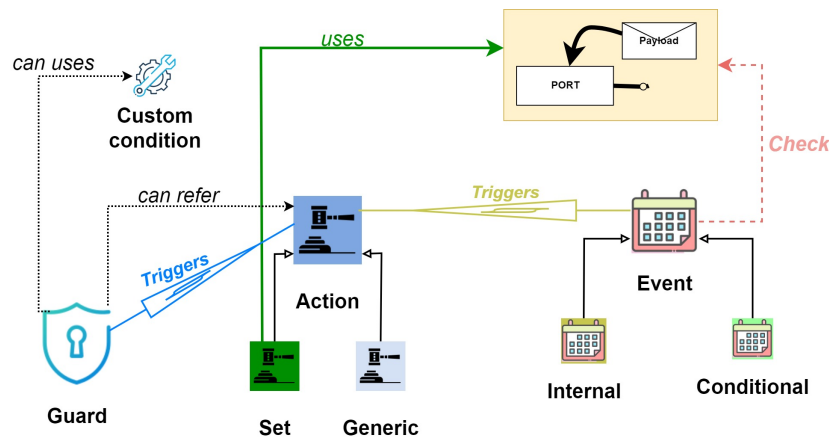 uses
Payload
PORT
can uses
Custom
condition
Check
can refer
Triggers
Triggers
Action
Event
Guard
Set
Generic
Internal
Conditional